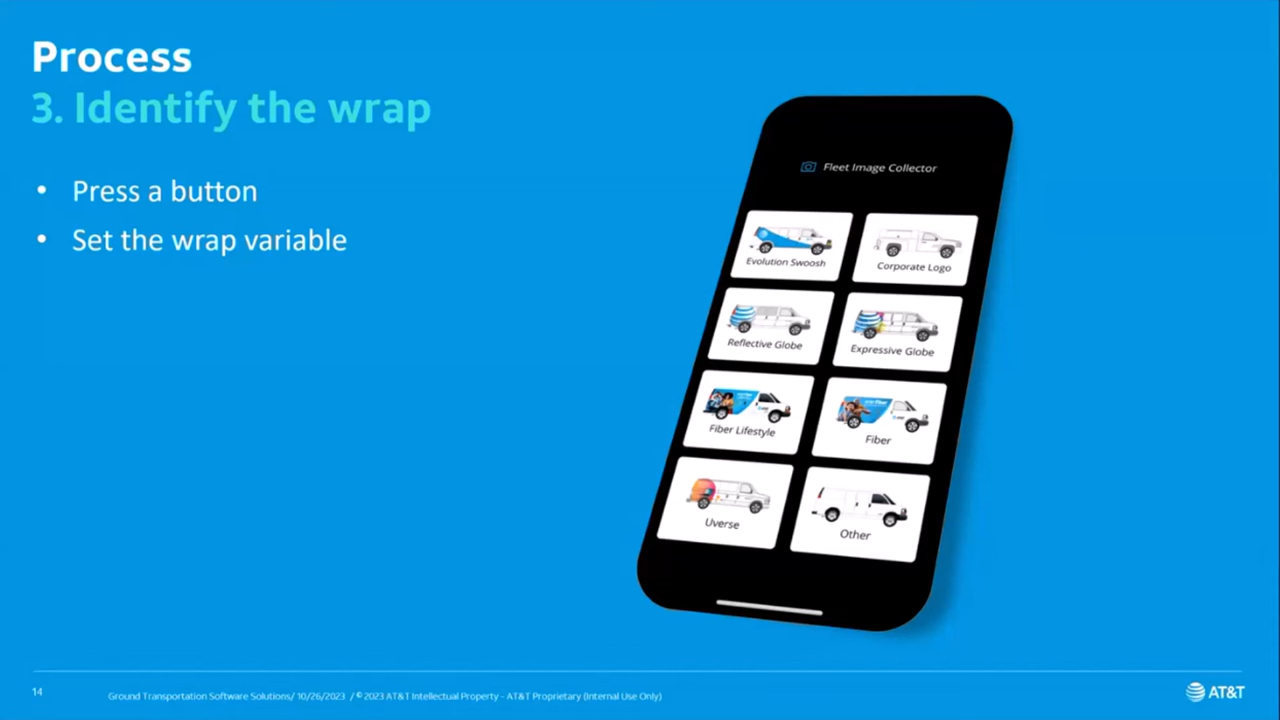 Process
3. Identify the wrap
• Press a button
• Set the wrap variable
Fleet Image Collector
Evolution Swoosh
Corporate Logo
Reflective Globe
Expressive Globe
Fiber Lifestyle
Fiber
Uverse
Other
14
Ground Transportation Software Solutions/ 10/26/2023 / © 2023 AT&T Intellectual Property - AT&T Proprietary (Internal Use Only)
AT&T